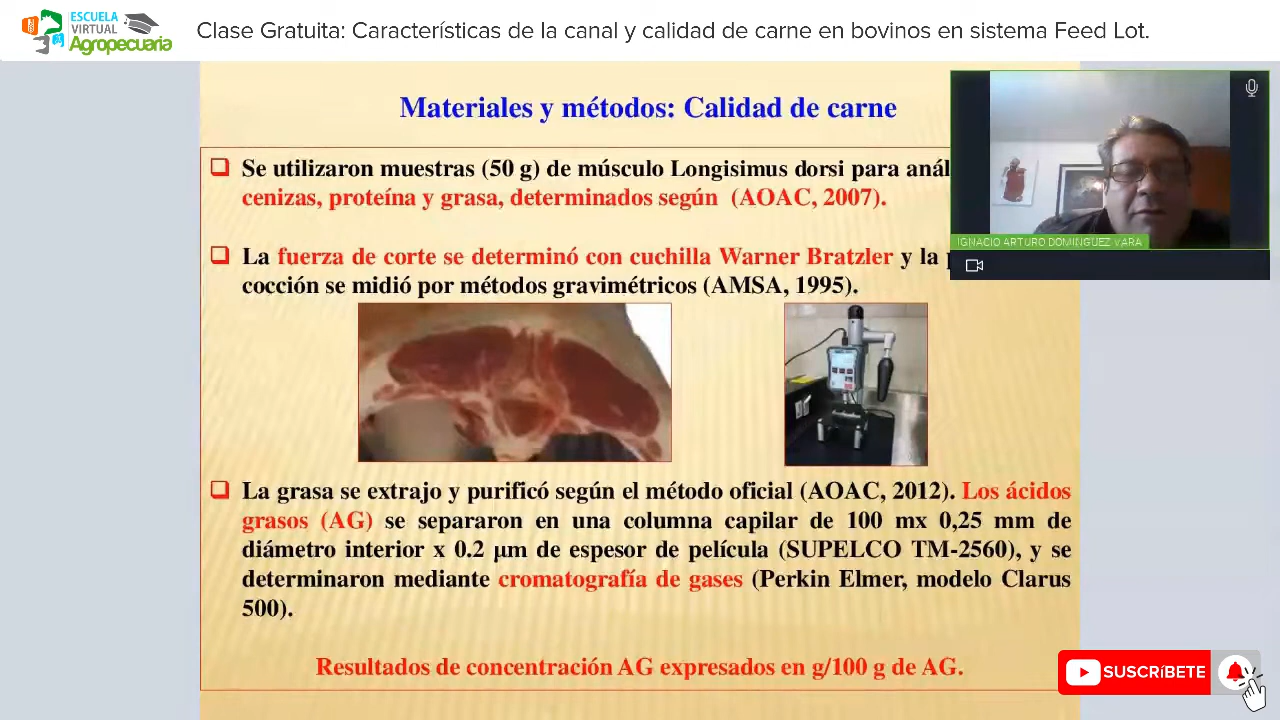 ESCUELA
VIRTUAL
Agropecuaria
Clase Gratuita: Características de la canal y calidad de carne en bovinos en sistema Feed Lot.
Materiales y métodos: Calidad de carne
Se utilizaron muestras (50 g) de músculo Longisimus dorsi para
cenizas, proteína y grasa, determinados según (AOAC, 2007).
IGNACIO ARTURO DOMINGUEZ VARA
La fuerza de corte se determinó con cuchilla Warner Bratzler y la
cocción se midió por métodos gravimétricos (AMSA, 1995).
La grasa se extrajo y purificó según el método oficial (AOAC, 2012). Los ácidos
grasos (AG) se separaron en una columna capilar de 100 mx 0,25 mm de
diámetro interior x 0.2 µm de espesor de película (SUPELCO TM-2560), y se
determinaron mediante cromatografía de gases (Perkin Elmer, modelo Clarus
500).
Resultados de concentración AG expresados en g/100 g de AG.
SUSCRíBETE